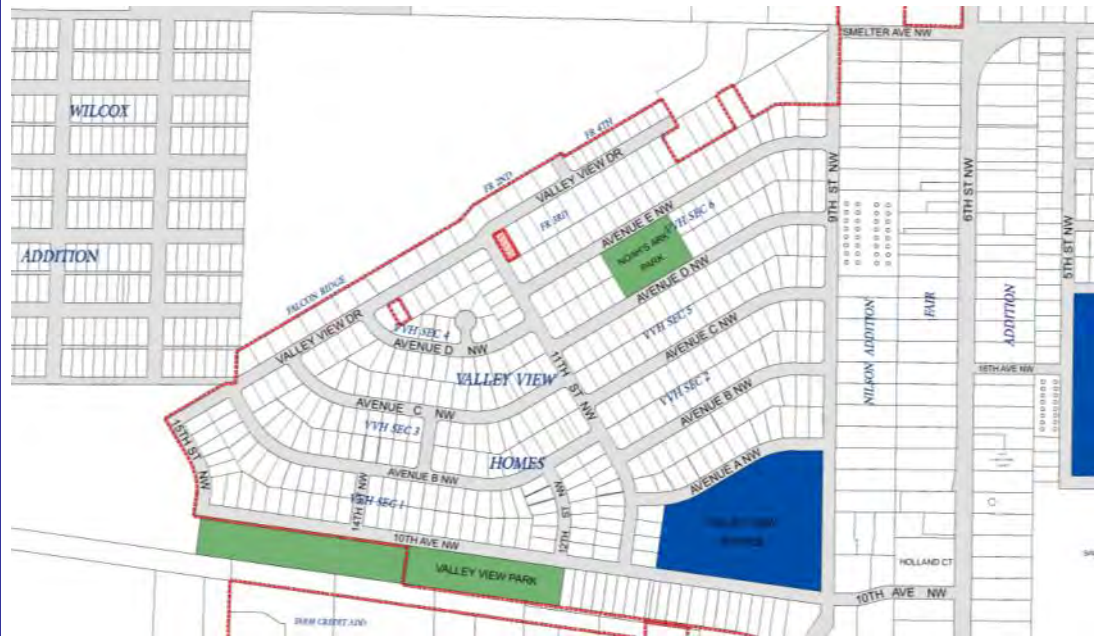 SMELTER AVE NW
WILCOX
ADDITION
FR 4TH
FR 2ND
VALLEY VIEW DR
FR 3RD
AVENUE E NW
VVH SEC 6
NOAH'S ARK
PARK
AVENUE D NW
9TH ST NW
6TH ST NW
5TH ST NW
FALCON RIDGE
VALLEY VIEW DR
VVH SEC 4
AVENUE D NW
VVH SEC 5
AVENUE C NW
11TH ST NW
VALLEY VIEW
HOMES
VVH SEC 2
AVENUE B NW
NILSON ADDITION
FAIR
ADDITION
AVENUE C NW
VVH SEC 3
AVENUE B NW
AVENUE A NW
15TH ST NW
VVH SEC 1
14TH ST NW
12TH ST NW
10TH AVE NW
VALLEY VIEW PARK
HOLLAND CT
10TH AVE NW